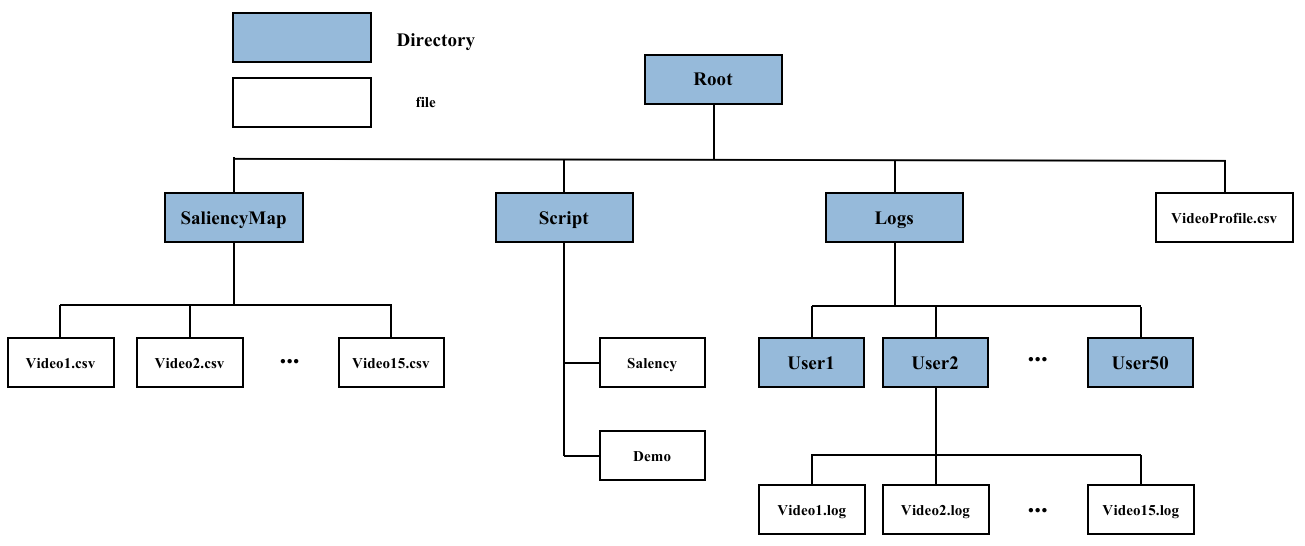 Directory
file
Root
SaliencyMap
Script
Logs
VideoProfile.csv
Video1.csv
Video2.csv
...
Video15.csv
Salency
User1
User2
...
User50
Demo
Video1.log
Video2.log
...
Video15.log